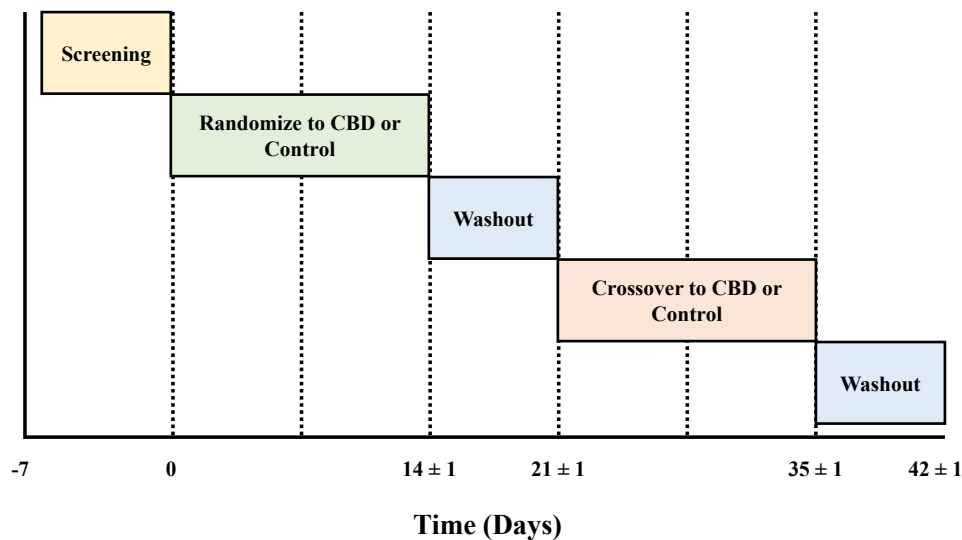 Screening
Randomize to CBD or
Control
Washout
Crossover to CBD or
Control
Washout
-7 0 14 ± 1 21 ± 1 35 ± 1 42 ± 1
Time (Days)